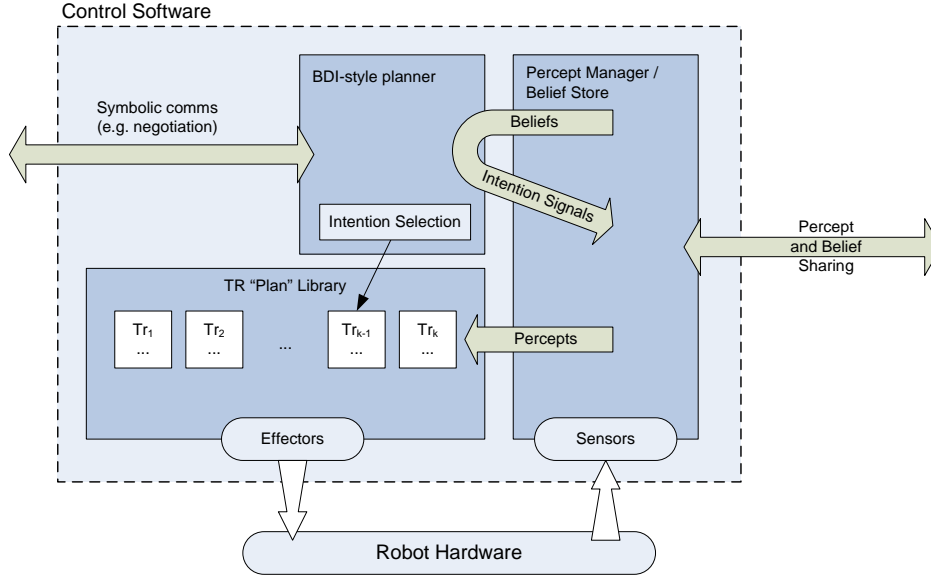 Control Software
BDI-style planner
Percept Manager /
Belief Store
Symbolic comms
(e.g. negotiation)
Beliefs
Intention Signals
Intention Selection
Percept
and Belief
Sharing
TR “Plan” Library
Tr1
...
Tr2
...
...
Trk-1
...
Trk
...
Percepts
Effectors
Sensors
Robot Hardware